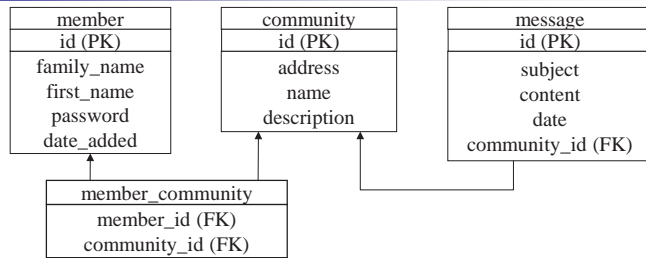 member
id (PK)
family_name
first_name
password
date_added
community
id (PK)
address
name
description
message
id (PK)
subject
content
date
community_id (FK)
member_community
member_id (FK)
community_id (FK)